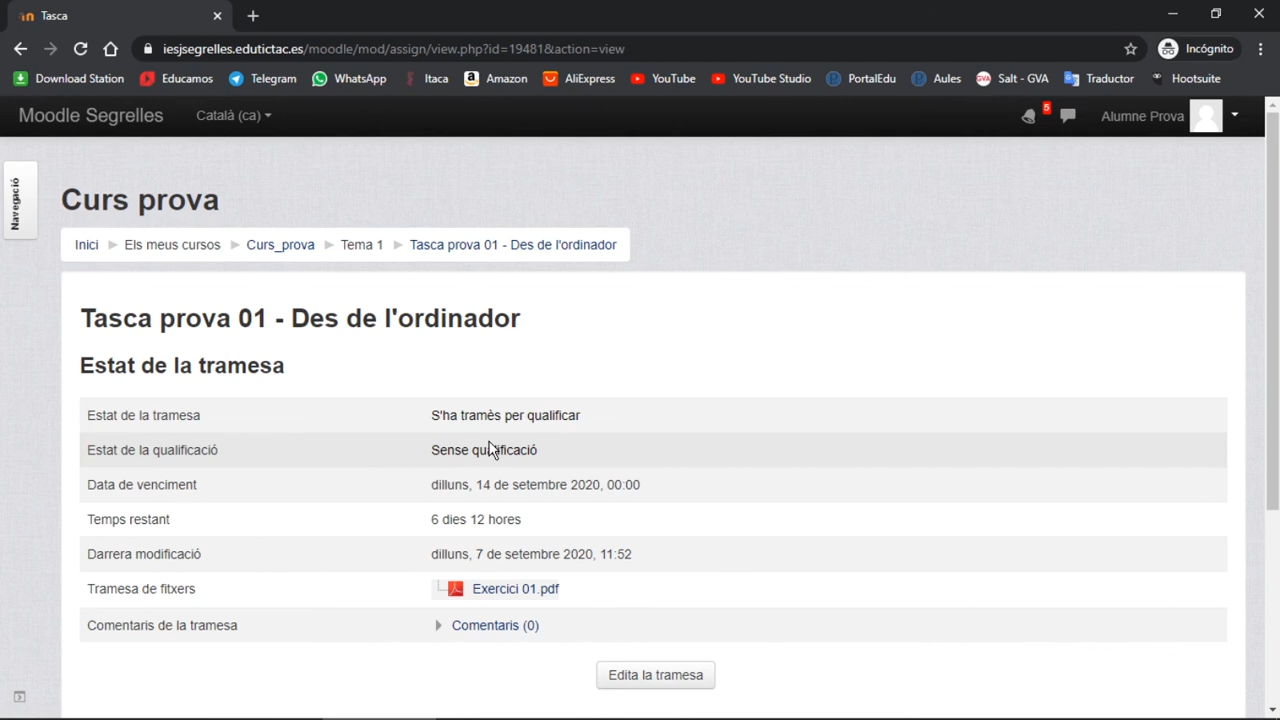 Tasca
iesjsegrelles.edutictac.es/moodle/mod/assign/view.php?id=19481&action=view
Incógnito
Download Station
Educamos
Telegram
WhatsApp
Itaca
Amazon
AliExpress
YouTube
YouTube Studio
PortalEdu
Aules
Salt - GVA
Traductor
Hootsuite
Moodle Segrelles
Català (ca)
5
Alumne Prova
Navegació
Curs prova
Inici
Els meus cursos
Curs_prova
Tema 1
Tasca prova 01 - Des de l'ordinador
Tasca prova 01 - Des de l'ordinador
Estat de la tramesa
Estat de la tramesa
S'ha tramès per qualificar
Estat de la qualificació
Sense qualificació
Data de venciment
dilluns, 14 de setembre 2020, 00:00
Temps restant
6 dies 12 hores
Darrera modificació
dilluns, 7 de setembre 2020, 11:52
Tramesa de fitxers
Exercici 01.pdf
Comentaris de la tramesa
Comentaris (0)
Edita la tramesa